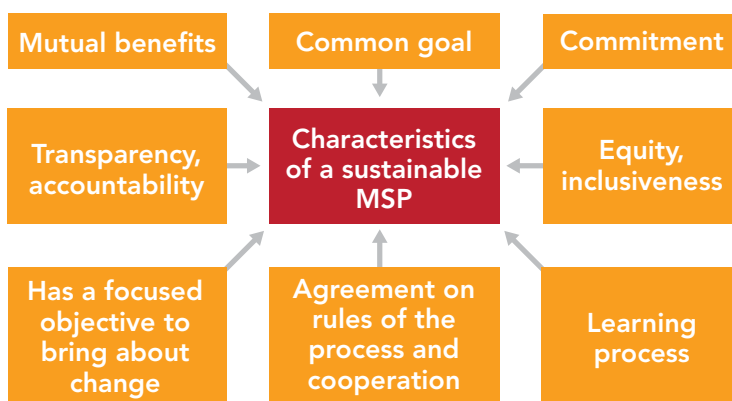 Mutual benefits
Common goal
Commitment
Transparency,
accountability
Characteristics
of a sustainable
MSP
Equity,
inclusiveness
Has a focused
objective to
bring about
change
Agreement on
rules of the
process and
cooperation
Learning
process